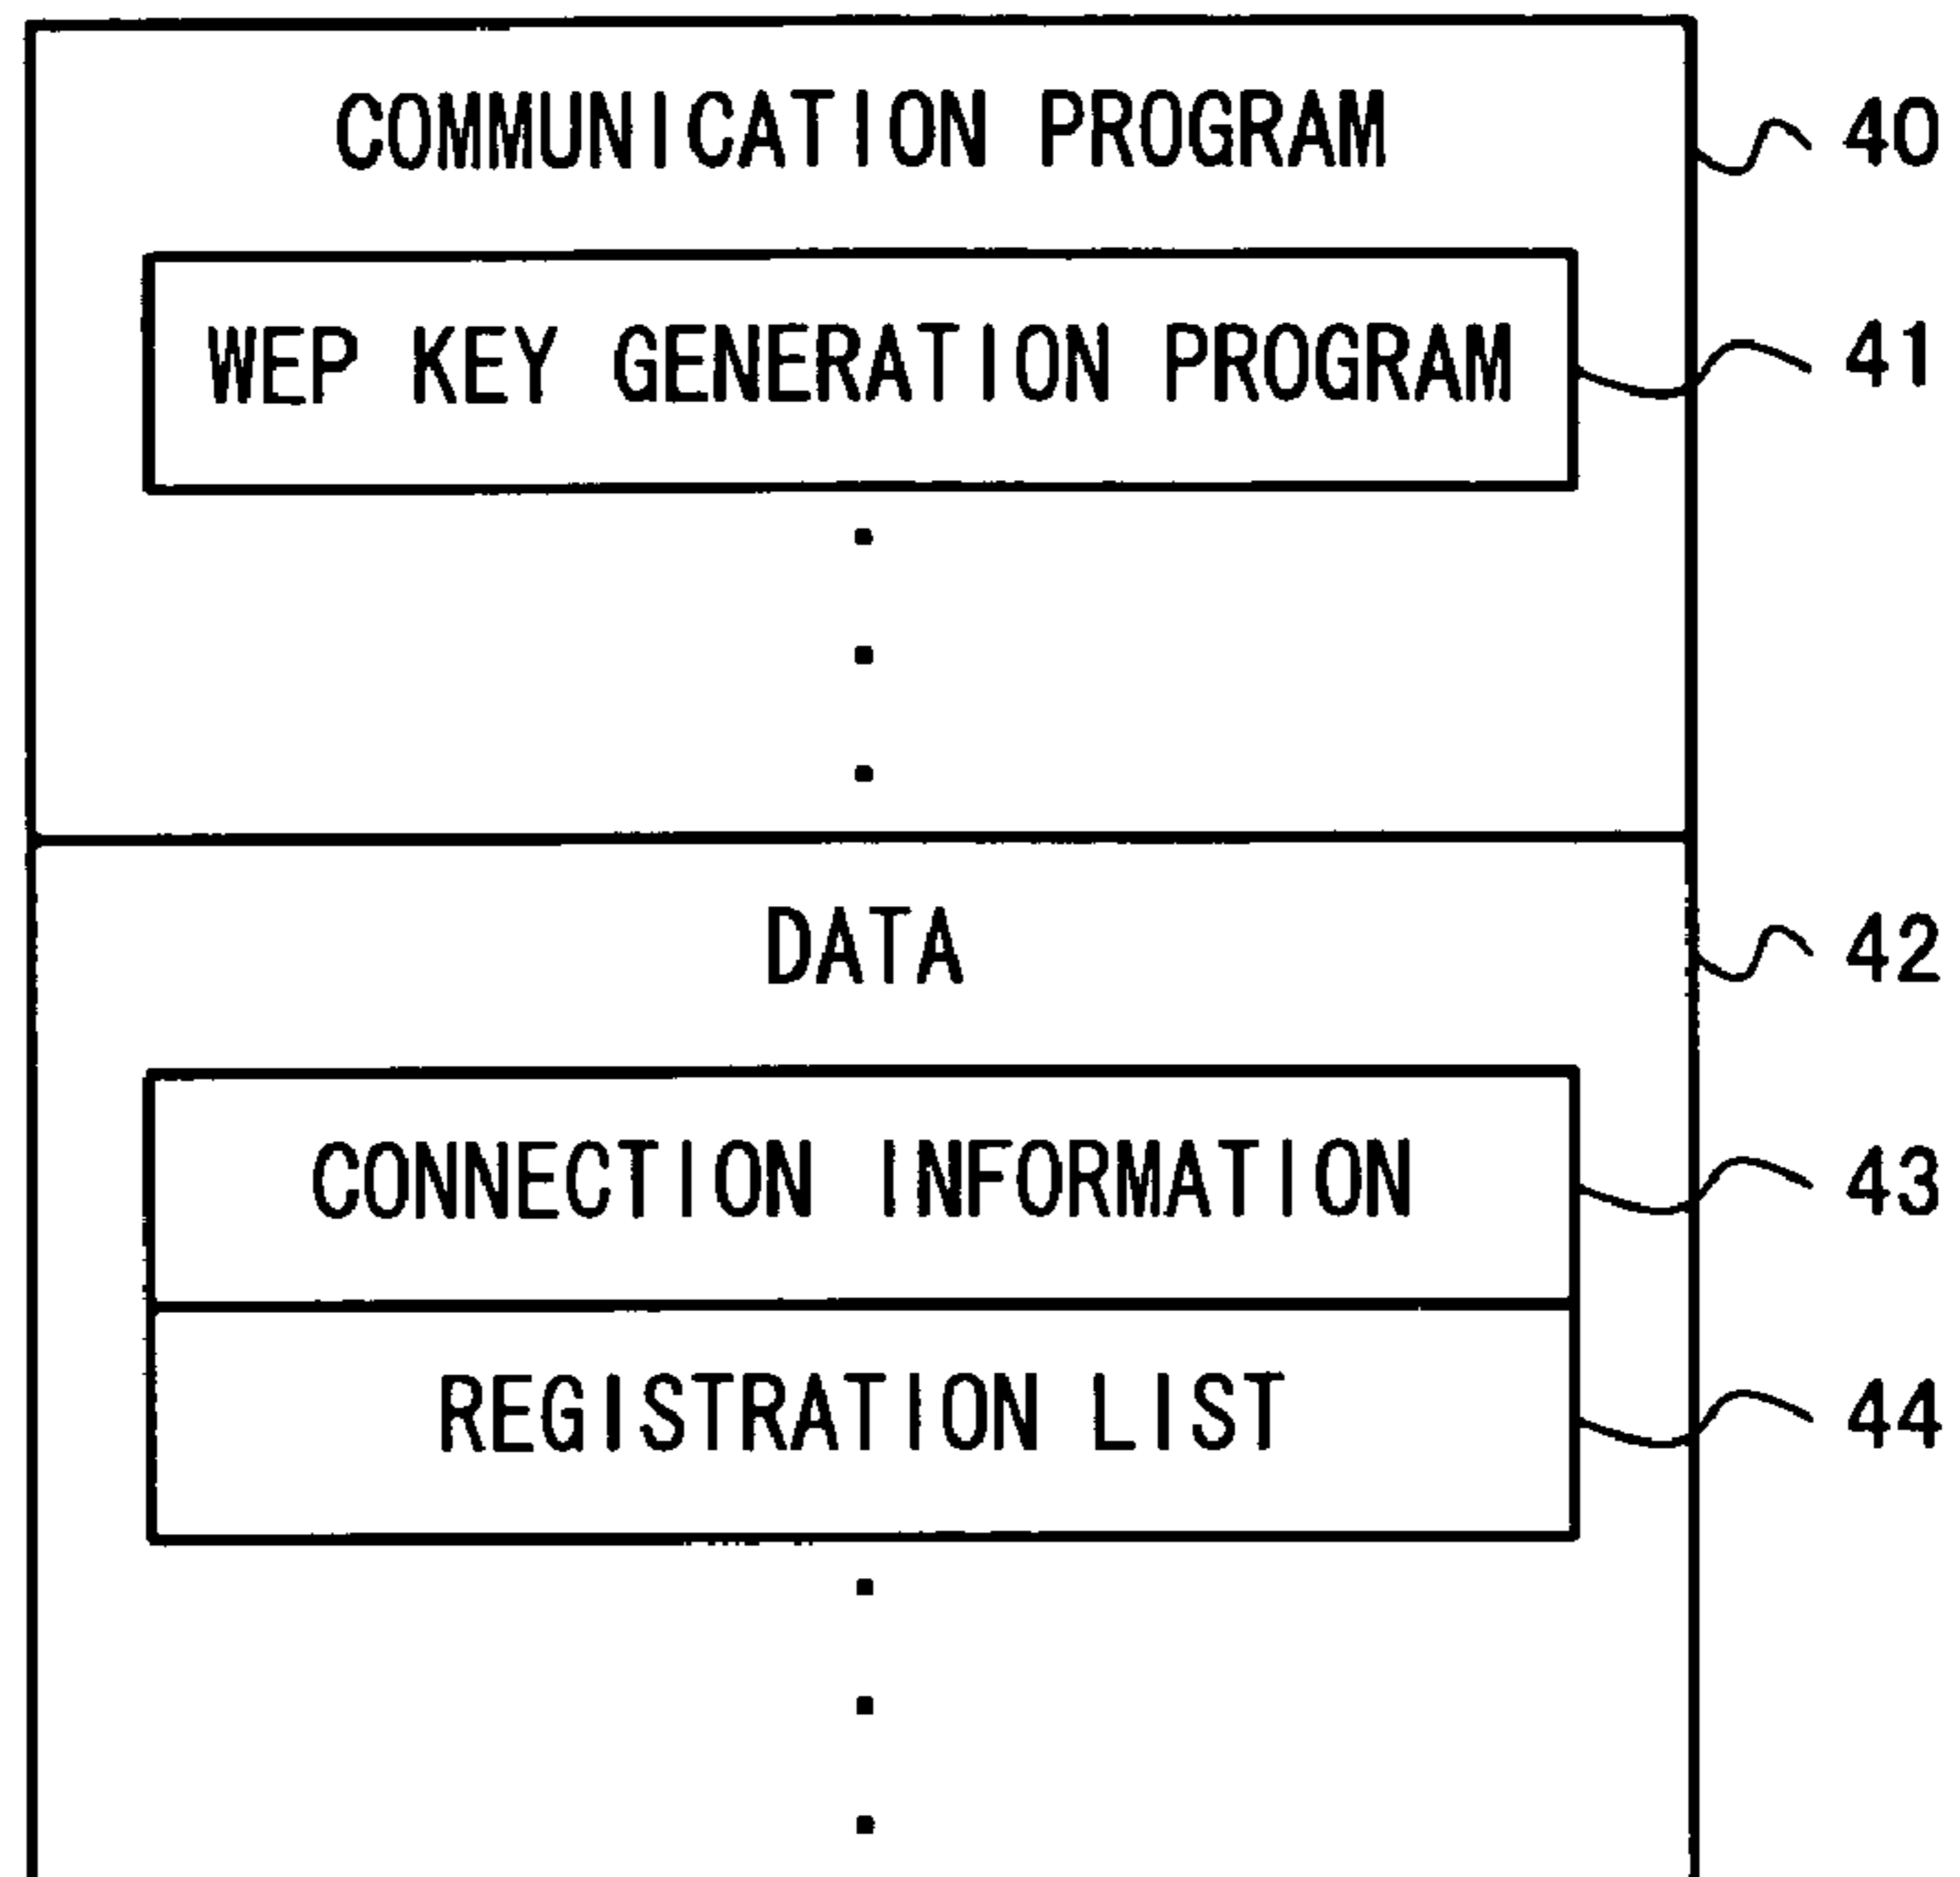 COMMUNICATION PROGRAM 40
WEP KEY GENERATION PROGRAM 41
DATA 42
CONNECTION INFORMATION 43
REGISTRATION LIST 44